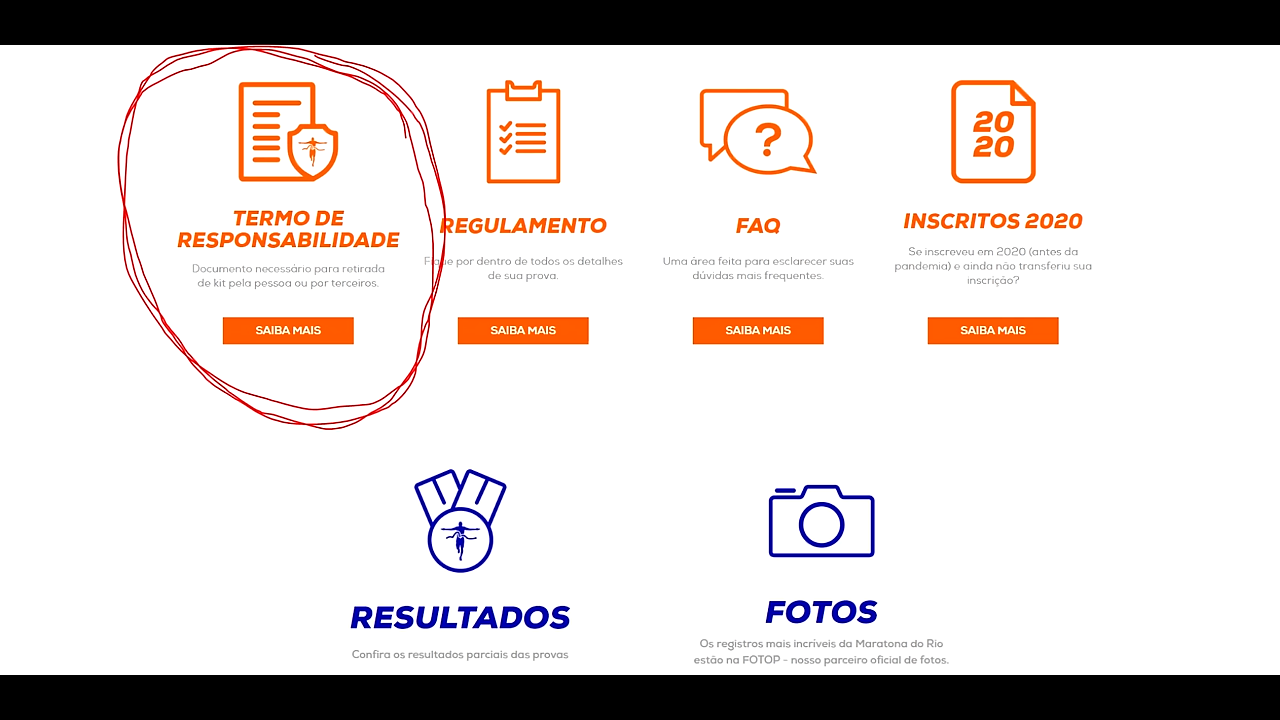 TERMO DE
RESPONSABILIDADE
Documento necessário para retirada
de kit pela pessoa ou por terceiros.
SAIBA MAIS
REGULAMENTO
Fique por dentro de todos os detalhes
de sua prova.
SAIBA MAIS
?
FAQ
Uma área feita para esclarecer suas
dúvidas mais frequentes.
SAIBA MAIS
20
20
INSCRITOS 2020
Se inscreveu em 2020 (antes da
pandemia) e ainda não transferiu sua
inscrição?
SAIBA MAIS
RESULTADOS
Confira os resultados parciais das provas
FOTOS
Os registros mais incríveis da Maratona do Rio
estão na FOTOP - nosso parceiro oficial de fotos.